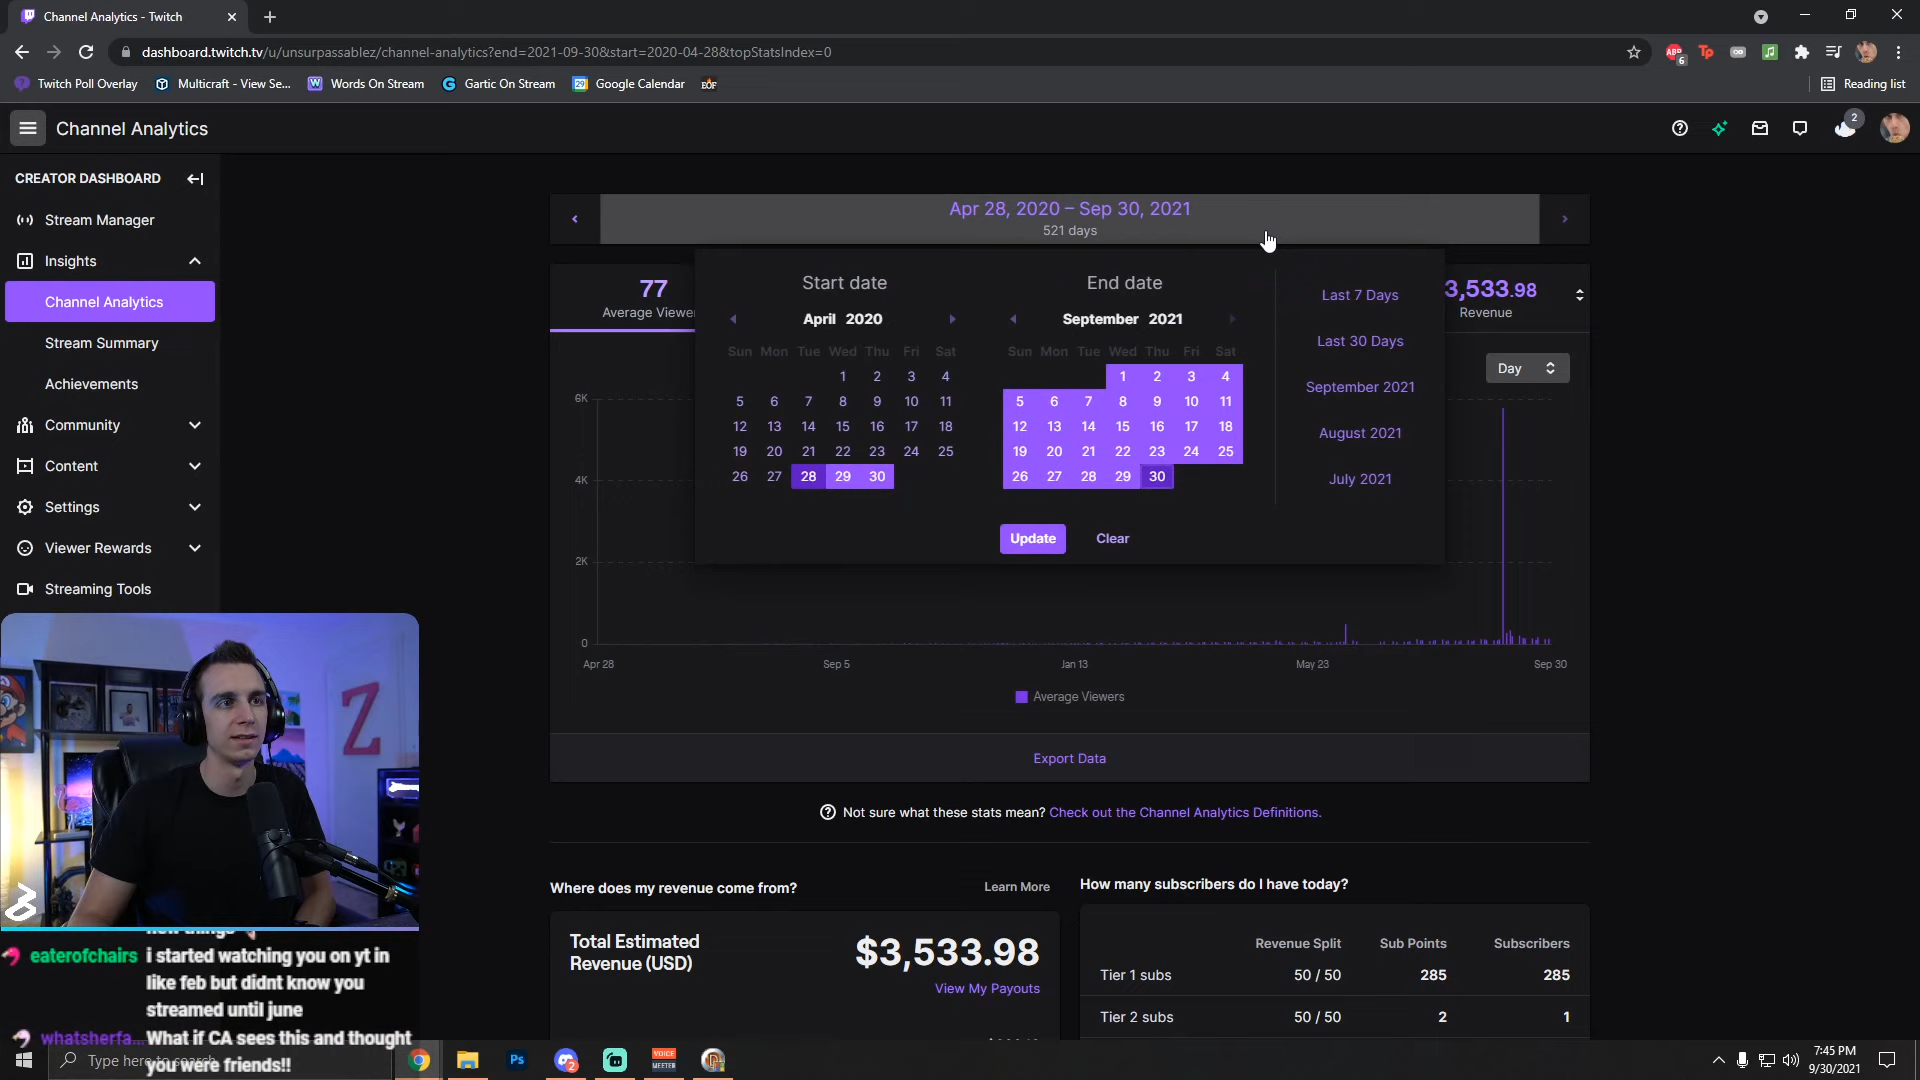 Channel Analytics - Twitch
dashboard.twitch.tv/u/unsurpassablez/channel-analytics?end=2021-09-30&start=2020-04-28&topStatsIndex=0
6
Twitch Poll Overlay
Multicraft - View Se...
Words On Stream
Gartic On Stream
Google Calendar
Reading list
Channel Analytics
2
CREATOR DASHBOARD
Stream Manager
Insights
Channel Analytics
Stream Summary
Achievements
Community
Content
Settings
Viewer Rewards
Streaming Tools
Apr 28, 2020 – Sep 30, 2021
521 days
77
Average Viewe
3,533.98
Revenue
Start date
April 2020
Sun Mon Tue Wed Thu Fri Sat
1 2 3 4
5 6 7 8 9 10 11
12 13 14 15 16 17 18
19 20 21 22 23 24 25
26 27 28 29 30
End date
September 2021
Sun Mon Tue Wed Thu Fri Sat
1 2 3 4
5 6 7 8 9 10 11
12 13 14 15 16 17 18
19 20 21 22 23 24 25
26 27 28 29 30
Last 7 Days
Last 30 Days
September 2021
August 2021
July 2021
Update
Clear
Day
6K
4K
2K
0
Apr 28
Sep 5
Jan 13
May 23
Sep 30
Average Viewers
Export Data
Not sure what these stats mean? Check out the Channel Analytics Definitions.
Where does my revenue come from?
Learn More
Total Estimated
Revenue (USD)
$3,533.98
View My Payouts
How many subscribers do I have today?
Revenue Split Sub Points Subscribers
Tier 1 subs 50 / 50 285 285
Tier 2 subs 50 / 50 2 1
Z
eaterofchairs i started watching you on yt in
like feb but didnt know you
streamed until june
whatsherfa... What if CA sees this and thought
you were friends!!
Type here to search
Ps
2
VOICE
MEETER
7:45 PM
9/30/2021